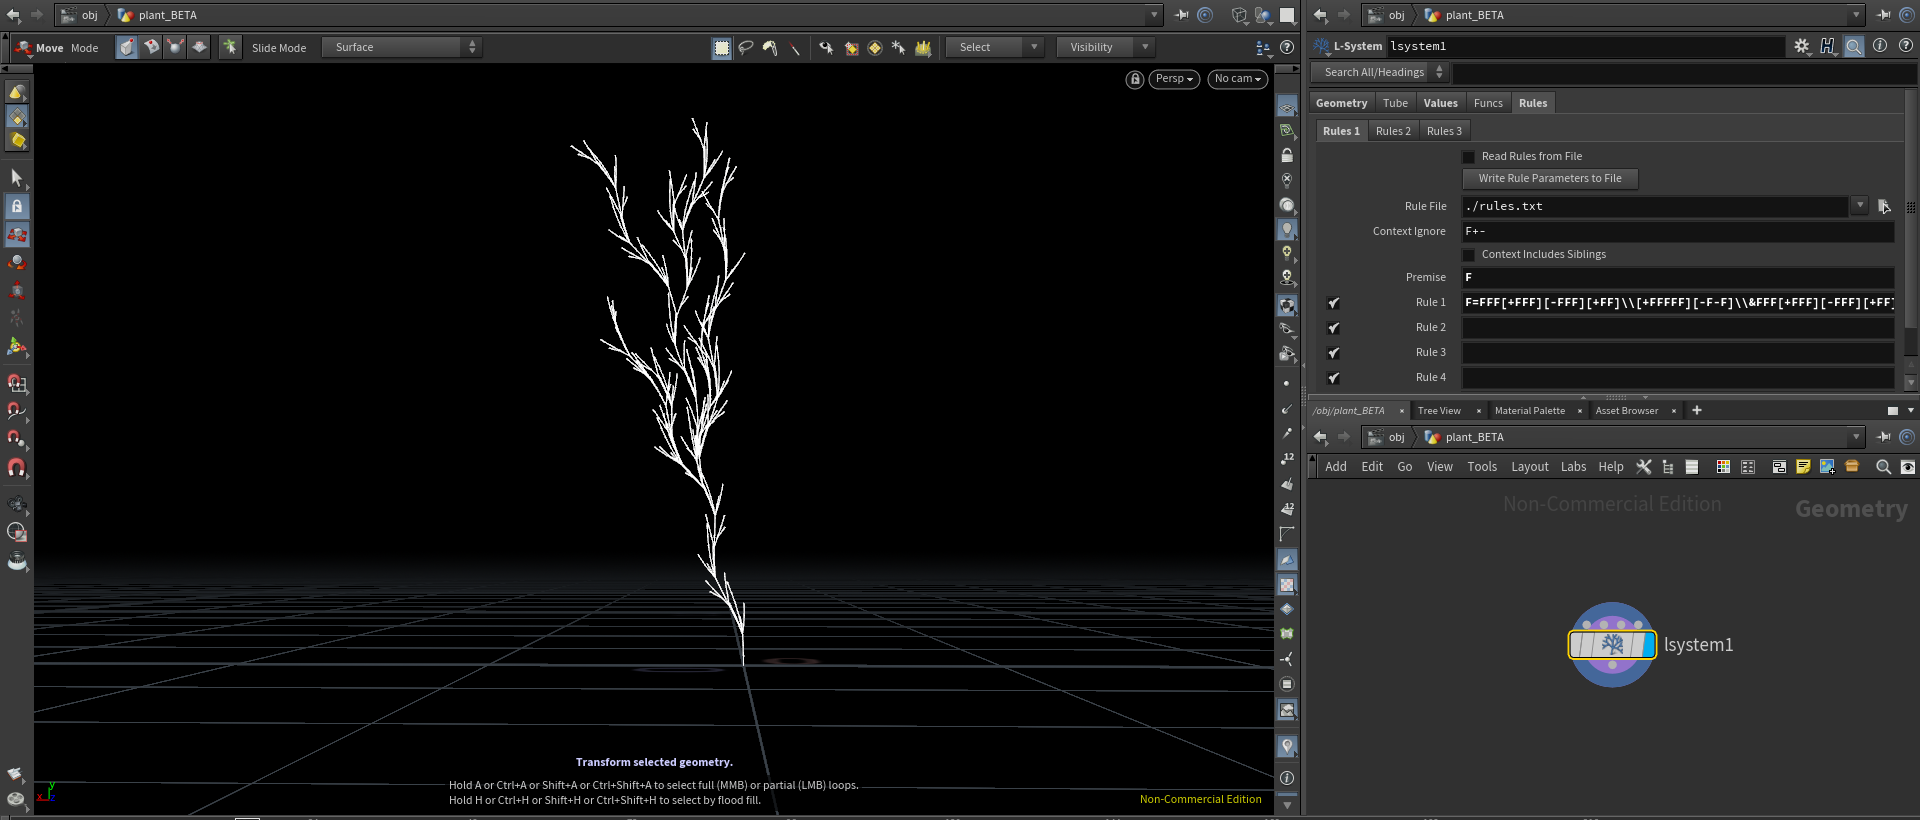 obj plant_BETA
obj plant_BETA
Move Mode Slide Mode Surface Select Visibility
L-System lsystem1
Search All/Headings
Persp No cam
Geometry Tube Values Funcs Rules
Rules 1 Rules 2 Rules 3
Read Rules from File
Write Rule Parameters to File
Rule File ./rules.txt
Context Ignore F+-
Context Includes Siblings
Premise F
Rule 1 F=FFF[+FFF][-FFF][+FF]\\[+FFFFF][-F-F]\\&FFF[+FFF][-FFF][+FF]
Rule 2
Rule 3
Rule 4
/obj/plant_BETA Tree View Material Palette Asset Browser
obj plant_BETA
Add Edit Go View Tools Layout Labs Help
Non-Commercial Edition Geometry
12
12
lsystem1
Transform selected geometry.
Hold A or Ctrl+A or Shift+A or Ctrl+Shift+A to select full (MMB) or partial (LMB) loops.
Hold H or Ctrl+H or Shift+H or Ctrl+Shift+H to select by flood fill.
Non-Commercial Edition
y
x